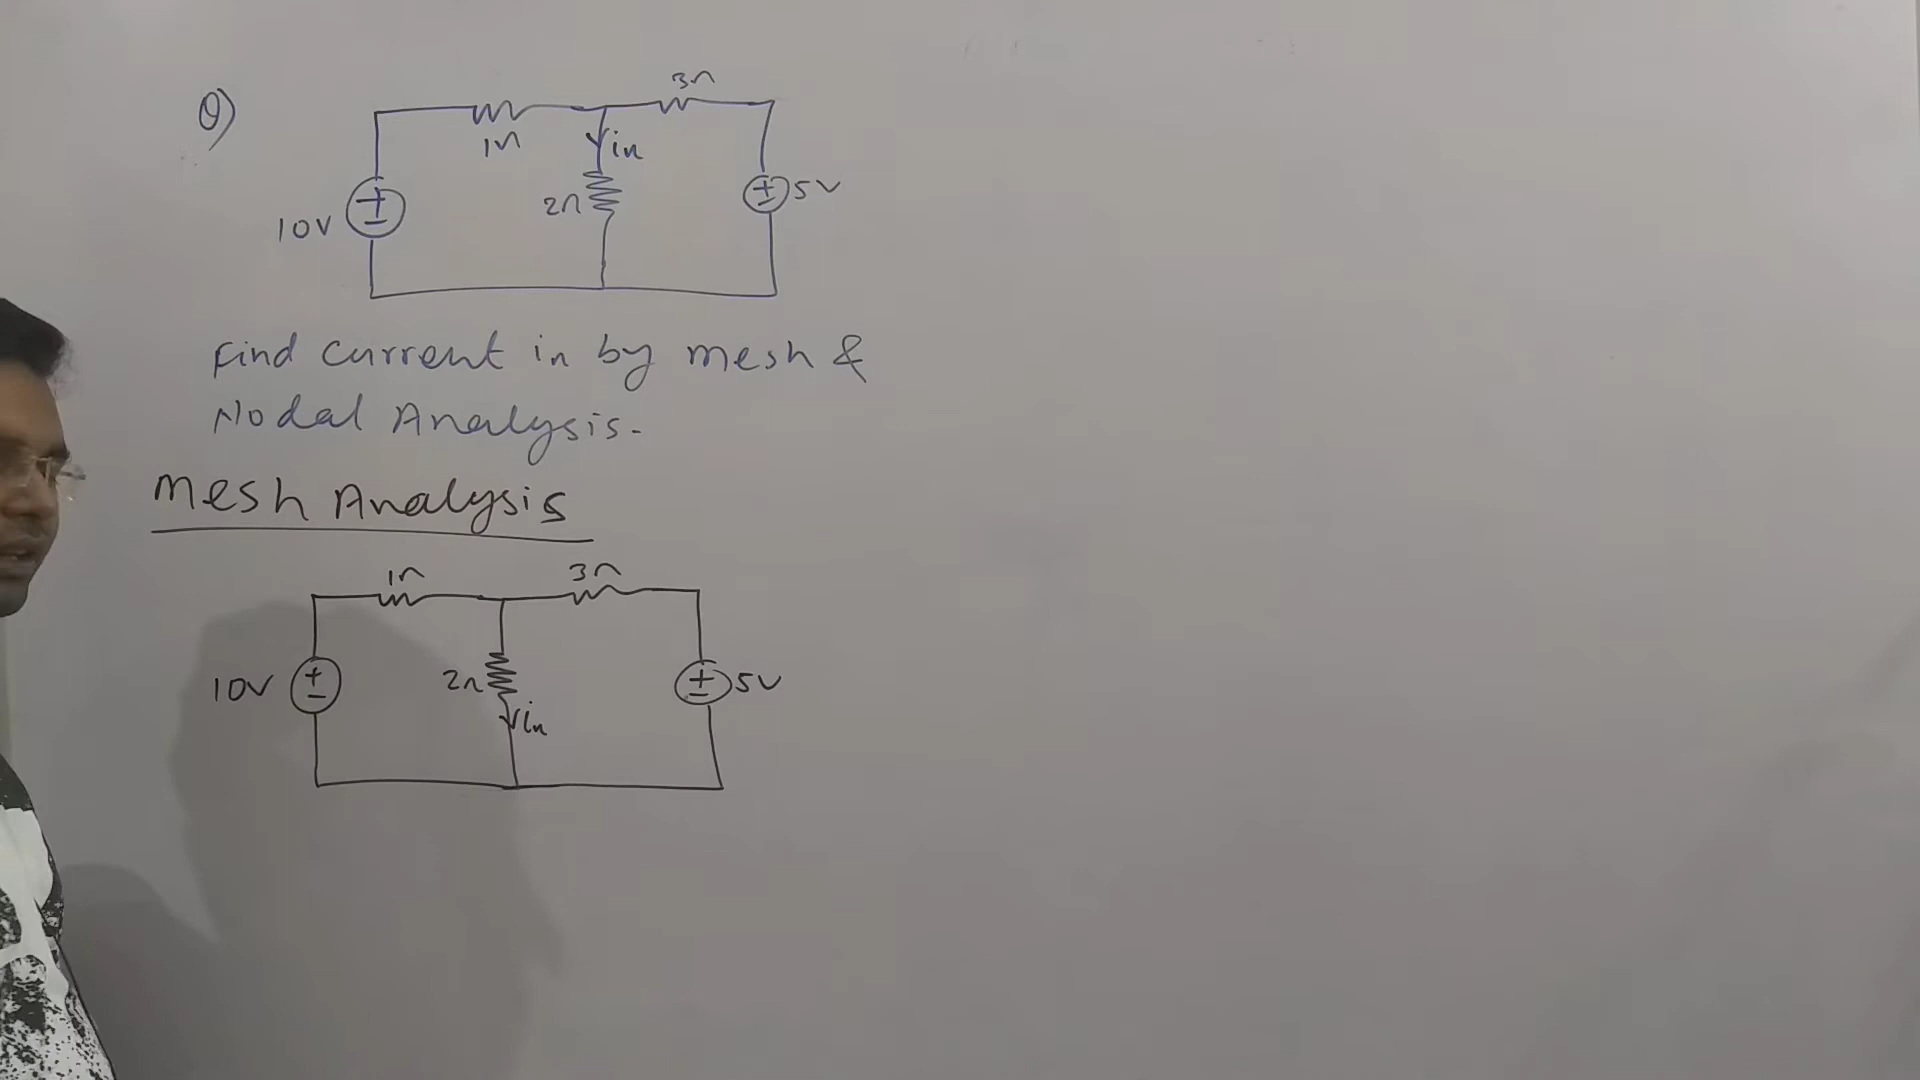 Q)
3Ω
1Ω
in
2Ω
+
-
5V
+
-
10V
Find Current in by mesh &
Nodal Analysis.
Mesh Analysis
1Ω
3Ω
10V
+
-
2Ω
+
-
5V
in